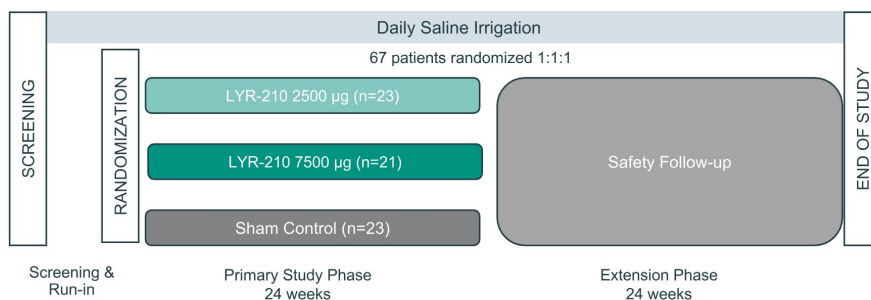 Daily Saline Irrigation
67 patients randomized 1:1:1
SCREENING
RANDOMIZATION
LYR-210 2500 µg (n=23)
LYR-210 7500 µg (n=21)
Sham Control (n=23)
Safety Follow-up
END OF STUDY
Screening &
Run-in
Primary Study Phase
24 weeks
Extension Phase
24 weeks